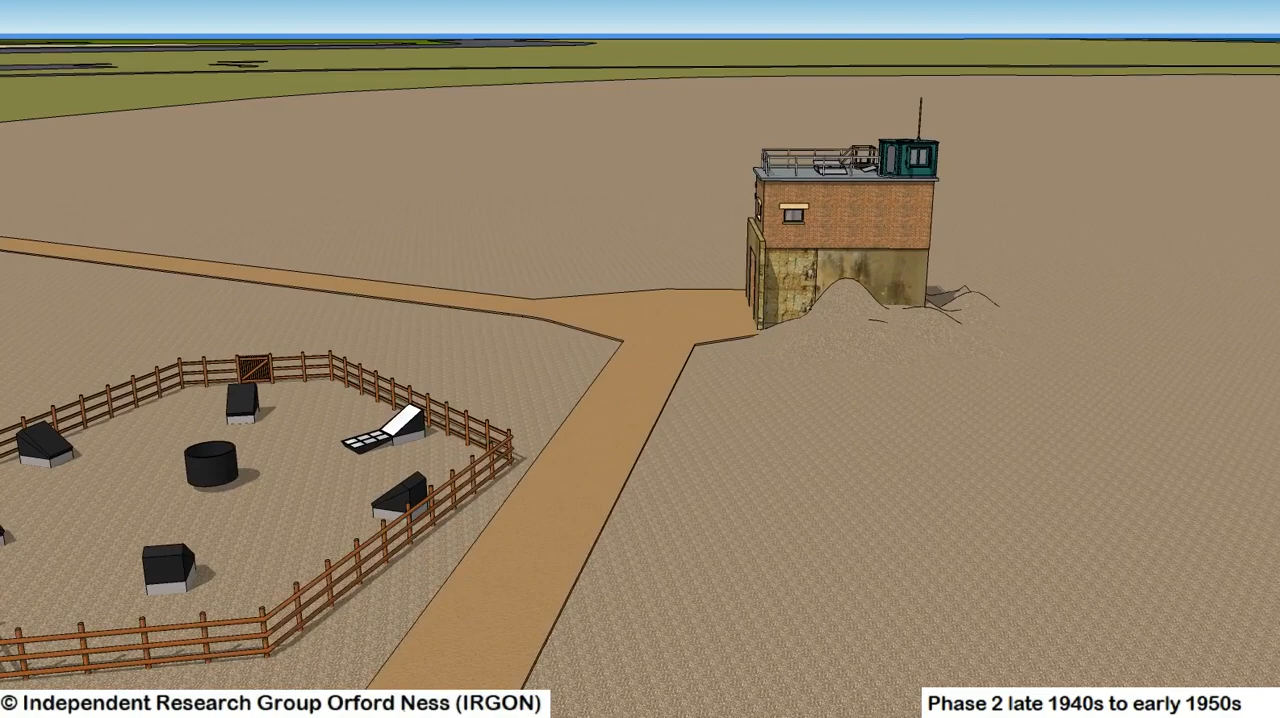 © Independent Research Group Orford Ness (IRGON)
Phase 2 late 1940s to early 1950s